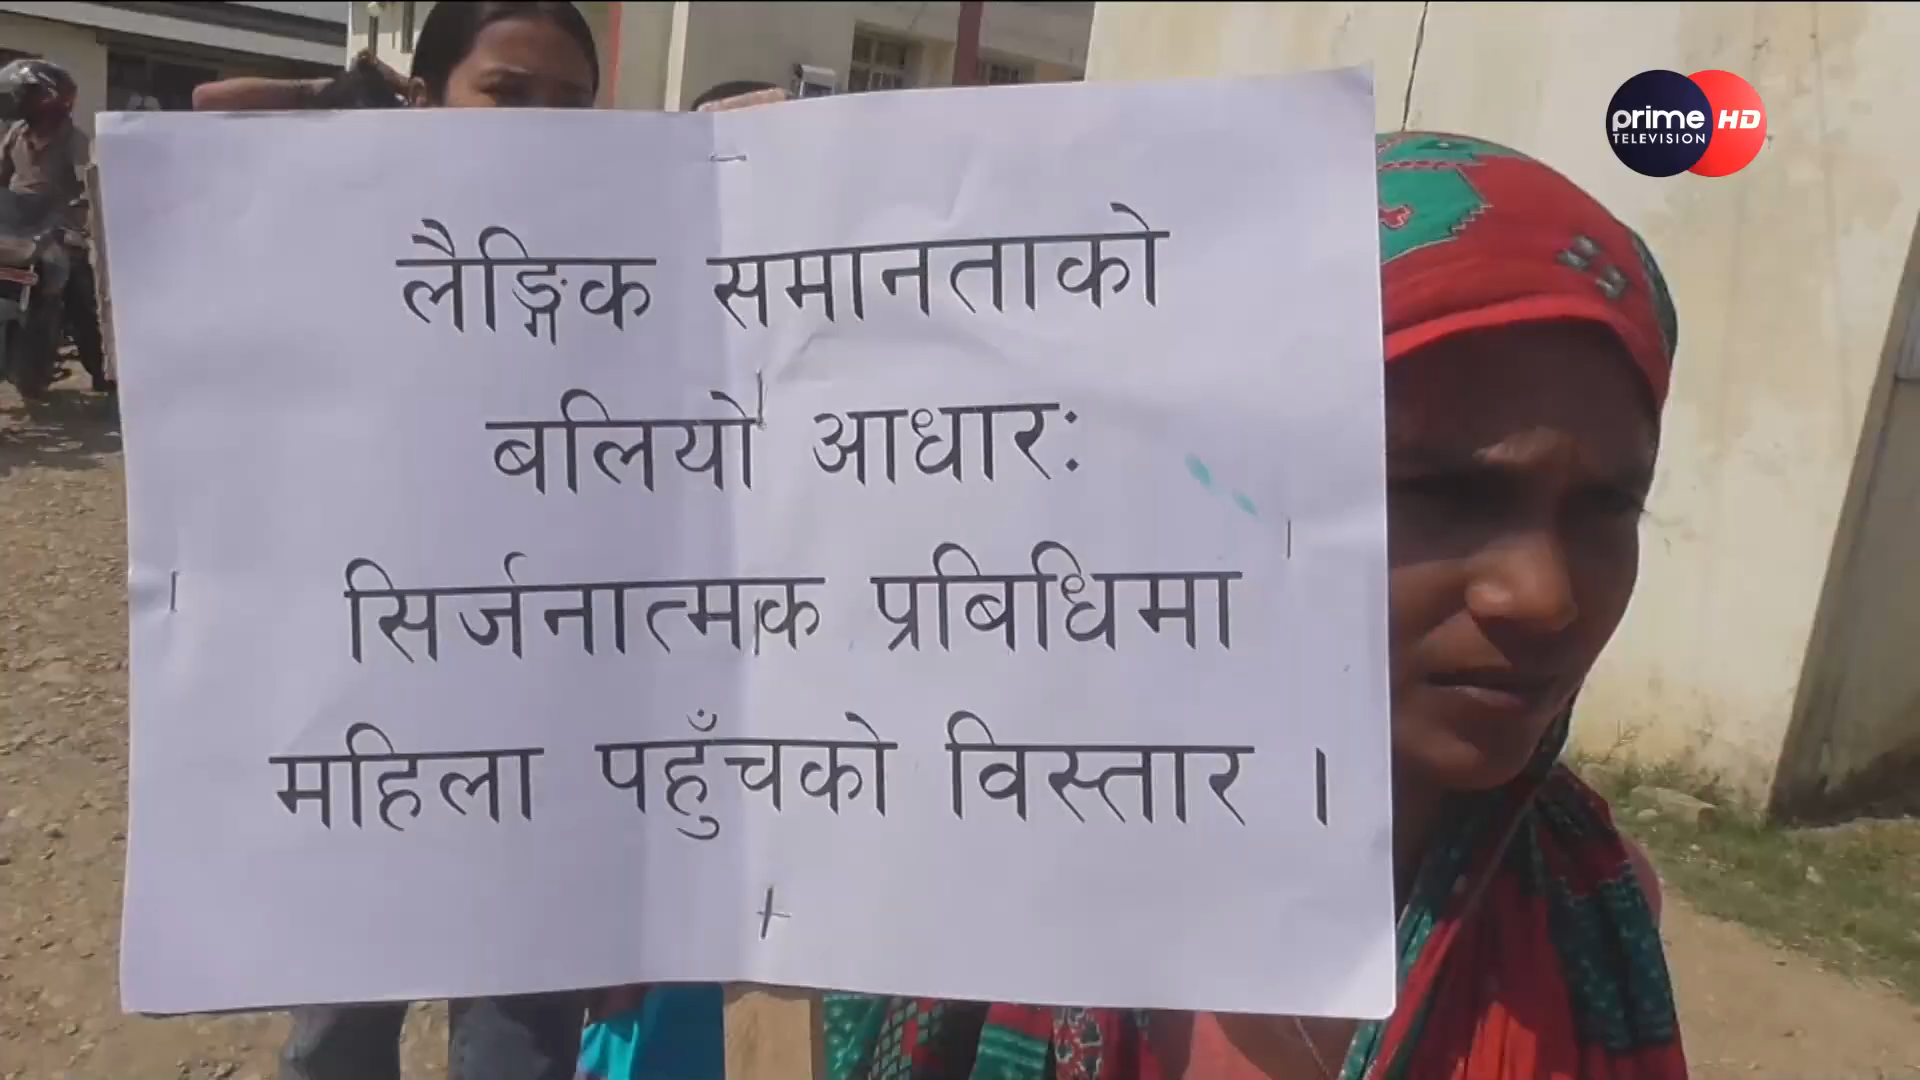 prime HD
TELEVISION
लैङ्गिक समानताको
बलियो आधारः
सिर्जनात्मक प्रबिधिमा
महिला पहुँचको विस्तार ।